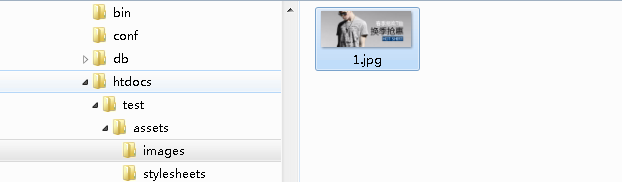 bin
conf
db
htdocs
test
assets
images
stylesheets
换季抢惠
1.jpg